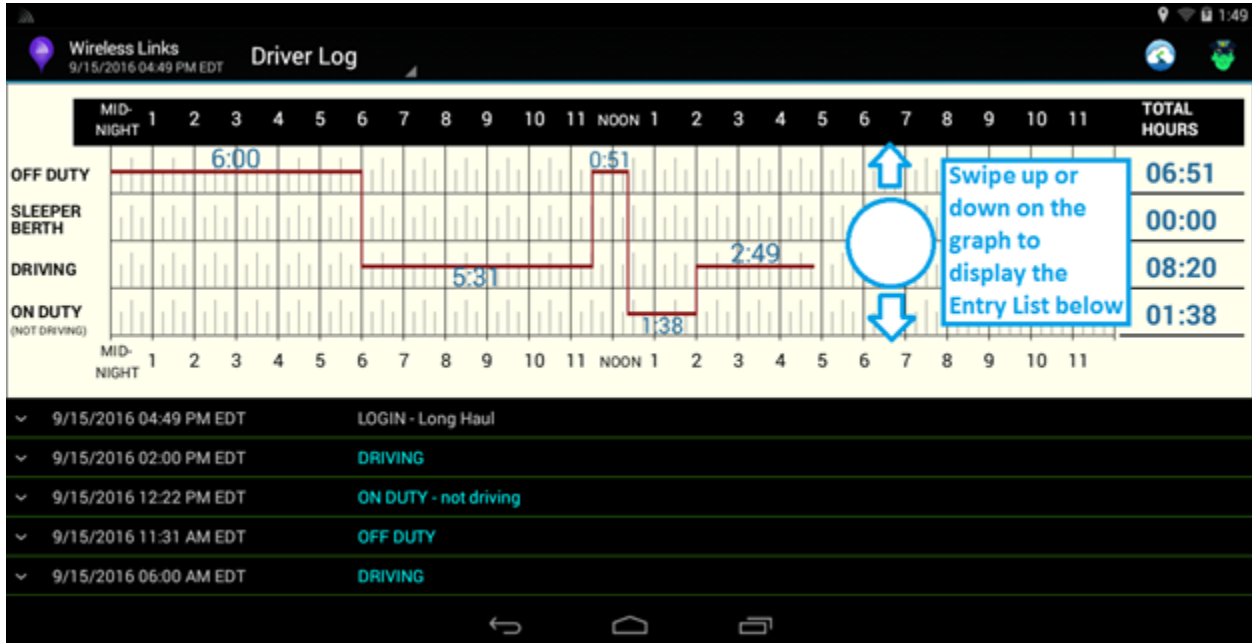 1:49
Wireless Links
9/15/2016 04:49 PM EDT
Driver Log
MID-NIGHT 1 2 3 4 5 6 7 8 9 10 11 NOON 1 2 3 4 5 6 7 8 9 10 11
TOTAL
HOURS
OFF DUTY
6:00
0:51
06:51
SLEEPER
BERTH
00:00
DRIVING
5:31
2:49
08:20
ON DUTY
(NOT DRIVING)
1:38
01:38
Swipe up or
down on the
graph to
display the
Entry List below
MID-NIGHT 1 2 3 4 5 6 7 8 9 10 11 NOON 1 2 3 4 5 6 7 8 9 10 11
9/15/2016 04:49 PM EDT LOGIN - Long Haul
9/15/2016 02:00 PM EDT DRIVING
9/15/2016 12:22 PM EDT ON DUTY - not driving
9/15/2016 11:31 AM EDT OFF DUTY
9/15/2016 06:00 AM EDT DRIVING